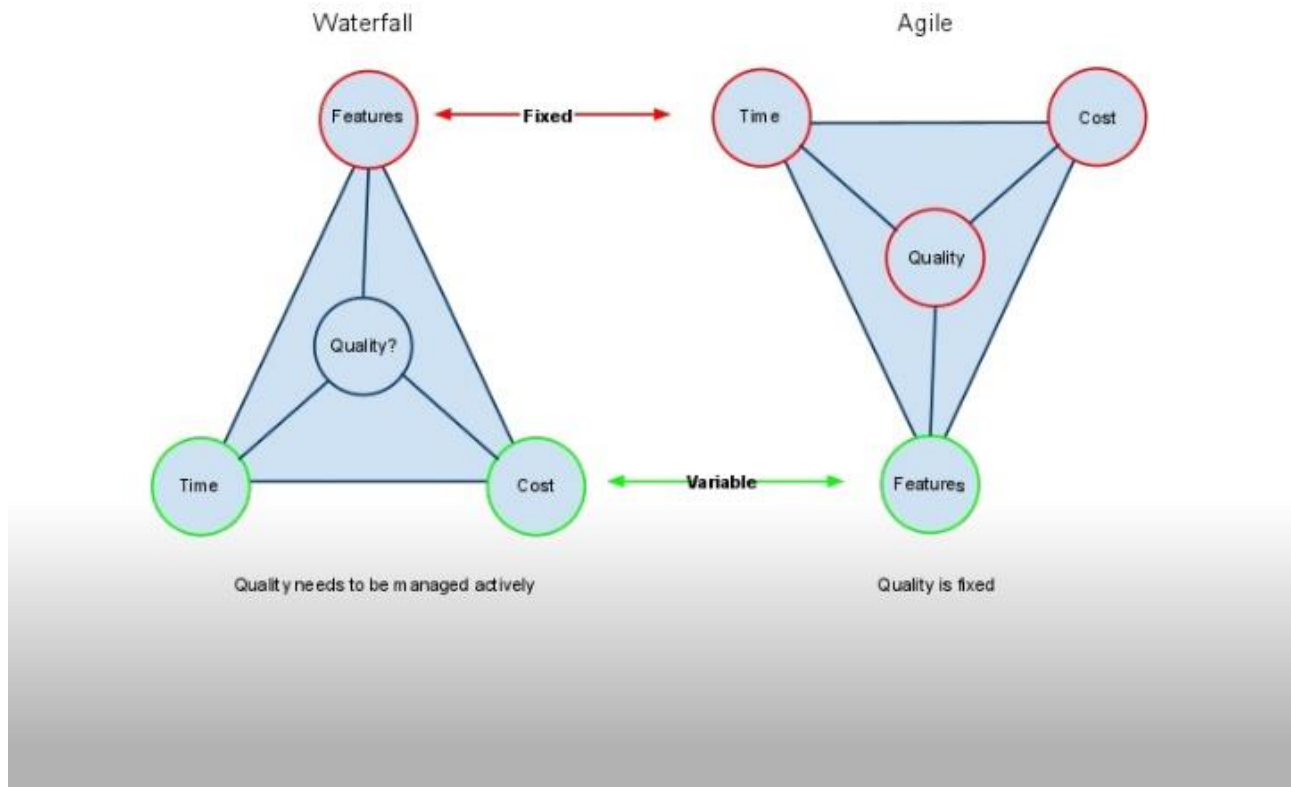 Waterfall
Agile
Features
Fixed
Time
Cost
Quality
Quality?
Time
Cost
Variable
Features
Quality needs to be managed actively
Quality is fixed